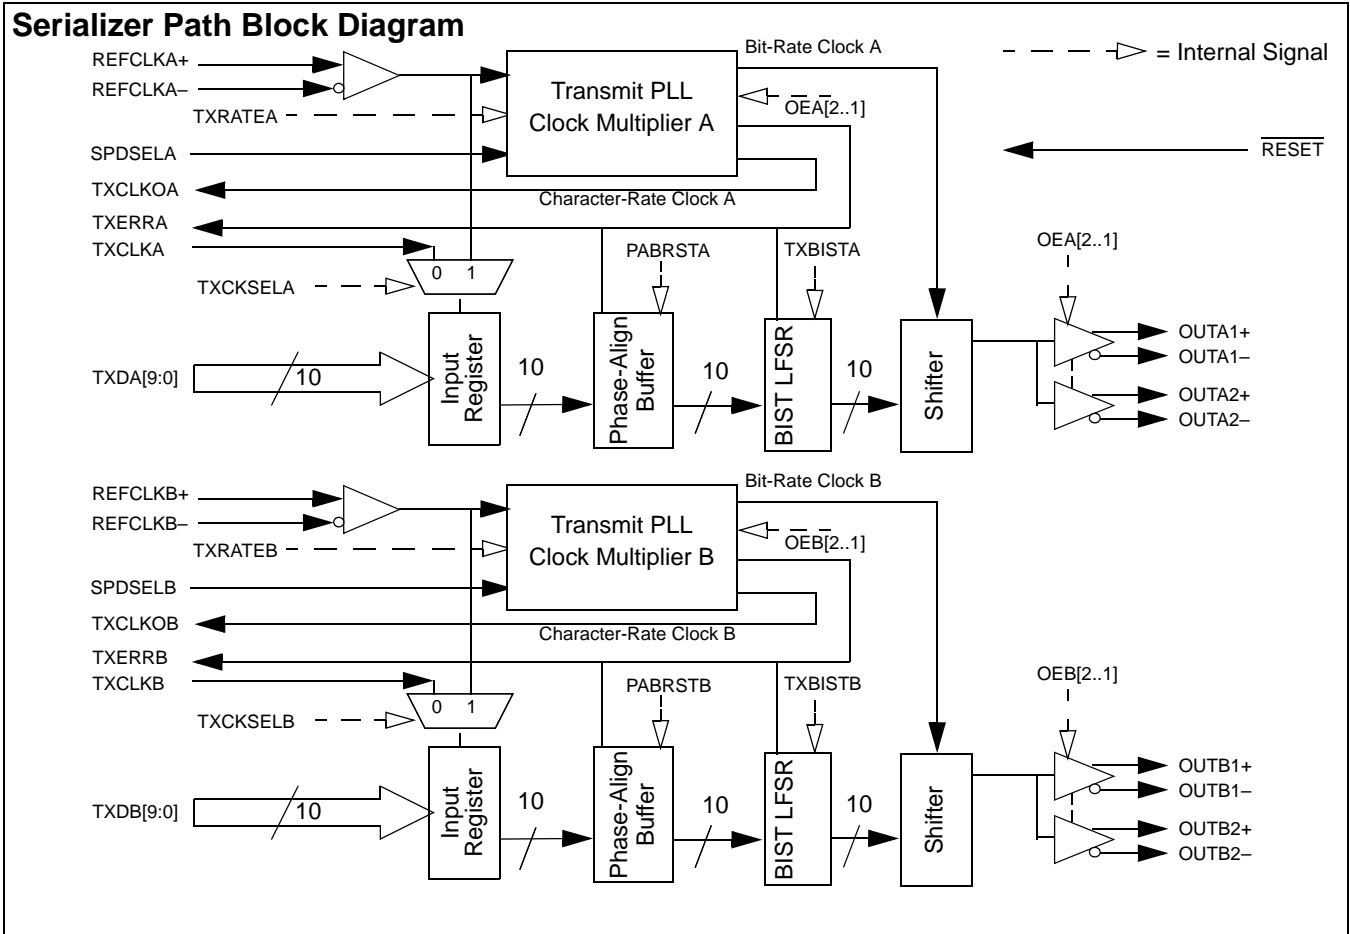 Serializer Path Block Diagram
Bit-Rate Clock A
= Internal Signal
REFCLKA+
REFCLKA–
TXRATEA
Transmit PLL
Clock Multiplier A
OEA[2..1]
SPDSELA
RESET
TXCLKOA
Character-Rate Clock A
TXERRA
TXCLKA
PABRSTA
TXBISTA
OEA[2..1]
0 1
TXCKSELA
TXDA[9:0]
10
Input
Register
10
Phase-Align
Buffer
10
BIST LFSR
10
Shifter
OUTA1+
OUTA1–
OUTA2+
OUTA2–
Bit-Rate Clock B
REFCLKB+
REFCLKB–
TXRATEB
Transmit PLL
Clock Multiplier B
OEB[2..1]
SPDSELB
TXCLKOB
Character-Rate Clock B
TXERRB
TXCLKB
PABRSTB
TXBISTB
OEB[2..1]
0 1
TXCKSELB
TXDB[9:0]
10
Input
Register
10
Phase-Align
Buffer
10
BIST LFSR
10
Shifter
OUTB1+
OUTB1–
OUTB2+
OUTB2–